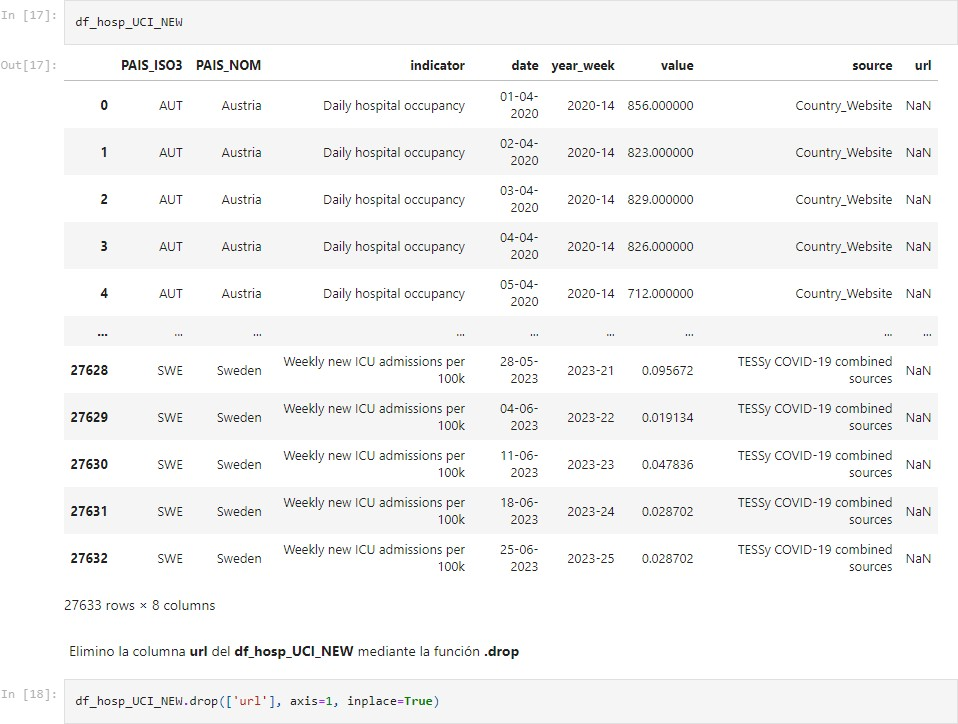 In [17]: df_hosp_UCI_NEW
Out[17]: PAIS_ISO3 PAIS_NOM indicator date year_week value source url
0 AUT Austria Daily hospital occupancy 01-04-2020 2020-14 856.000000 Country_Website NaN
1 AUT Austria Daily hospital occupancy 02-04-2020 2020-14 823.000000 Country_Website NaN
2 AUT Austria Daily hospital occupancy 03-04-2020 2020-14 829.000000 Country_Website NaN
3 AUT Austria Daily hospital occupancy 04-04-2020 2020-14 826.000000 Country_Website NaN
4 AUT Austria Daily hospital occupancy 05-04-2020 2020-14 712.000000 Country_Website NaN
... ... ... ... ... ... ... ... ...
27628 SWE Sweden Weekly new ICU admissions per 100k 28-05-2023 2023-21 0.095672 TESSy COVID-19 combined sources NaN
27629 SWE Sweden Weekly new ICU admissions per 100k 04-06-2023 2023-22 0.019134 TESSy COVID-19 combined sources NaN
27630 SWE Sweden Weekly new ICU admissions per 100k 11-06-2023 2023-23 0.047836 TESSy COVID-19 combined sources NaN
27631 SWE Sweden Weekly new ICU admissions per 100k 18-06-2023 2023-24 0.028702 TESSy COVID-19 combined sources NaN
27632 SWE Sweden Weekly new ICU admissions per 100k 25-06-2023 2023-25 0.028702 TESSy COVID-19 combined sources NaN
27633 rows × 8 columns
Elimino la columna url del df_hosp_UCI_NEW mediante la función .drop
In [18]: df_hosp_UCI_NEW.drop(['url'], axis=1, inplace=True)